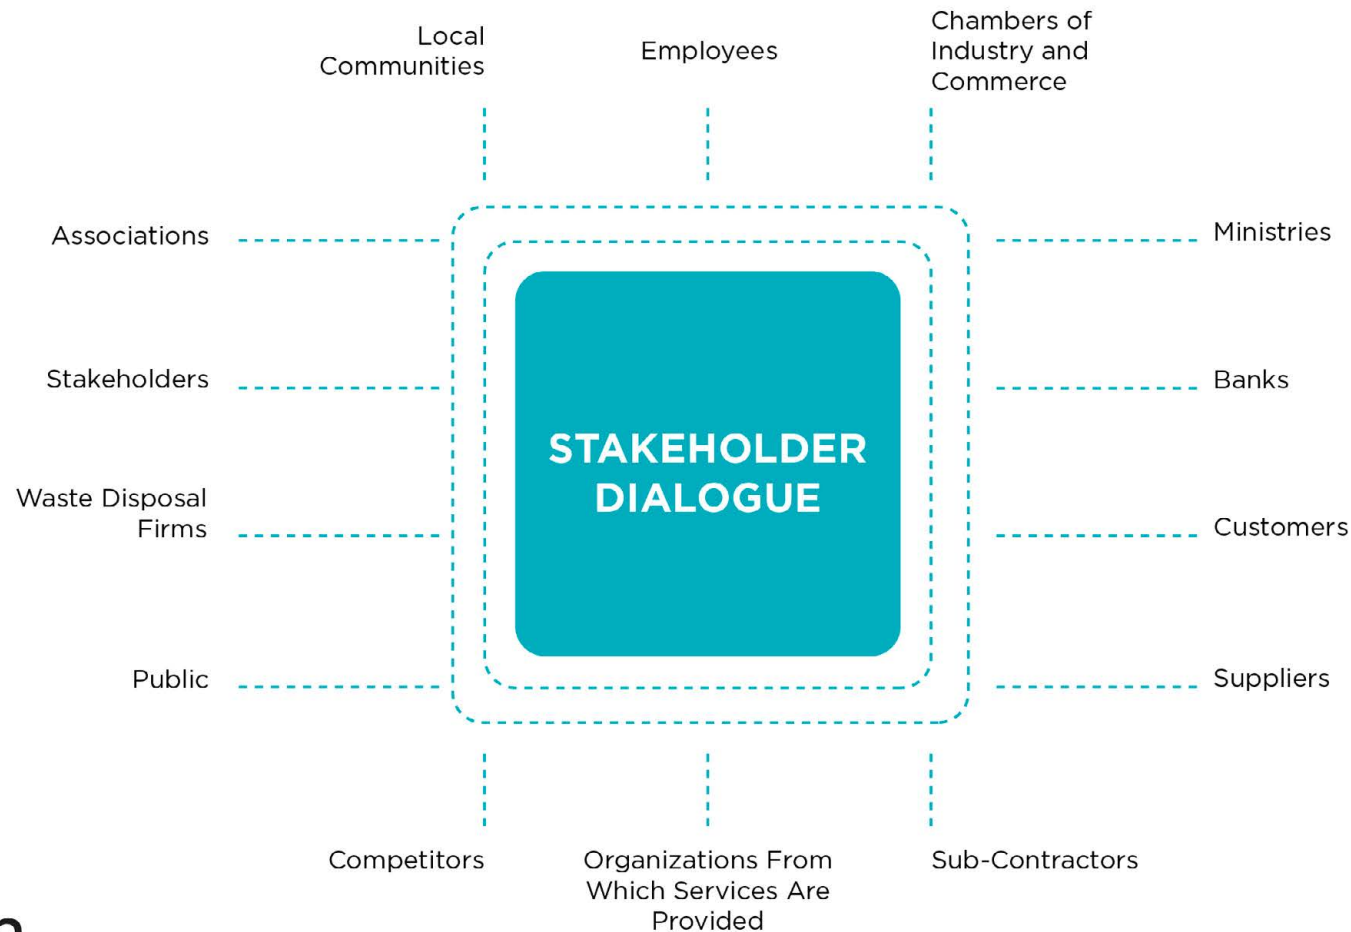 Local
Communities
Employees
Chambers of
Industry and
Commerce
Associations
Ministries
Stakeholders
Banks
STAKEHOLDER
DIALOGUE
Waste Disposal
Firms
Customers
Public
Suppliers
Competitors
Organizations From
Which Services Are
Provided
Sub-Contractors